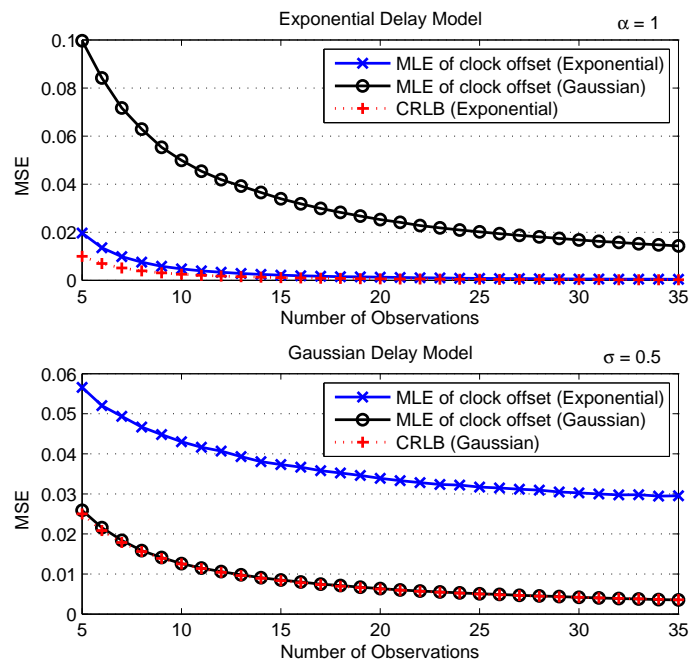 Exponential Delay Model
α = 1
0.1
0.08
0.06
0.04
0.02
0
MSE
MLE of clock offset (Exponential)
MLE of clock offset (Gaussian)
CRLB (Exponential)
5 10 15 20 25 30 35
Number of Observations
Gaussian Delay Model
σ = 0.5
0.06
0.05
0.04
0.03
0.02
0.01
0
MSE
MLE of clock offset (Exponential)
MLE of clock offset (Gaussian)
CRLB (Gaussian)
5 10 15 20 25 30 35
Number of Observations